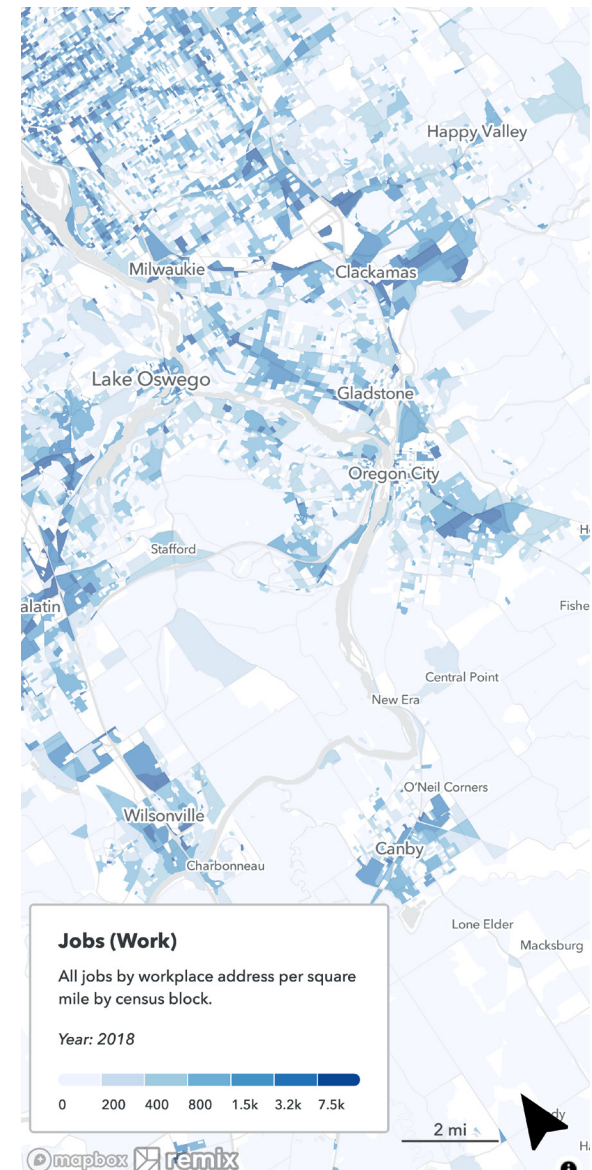 Happy Valley
Milwaukie
Clackamas
Lake Oswego
Gladstone
Oregon City
Stafford
alatin
Fishe
Central Point
New Era
O'Neil Corners
Wilsonville
Canby
Charbonneau
Lone Elder
Macksburg
Jobs (Work)
All jobs by workplace address per square
mile by census block.
Year: 2018
0 200 400 800 1.5k 3.2k 7.5k
2 mi
dy
mapbox remix